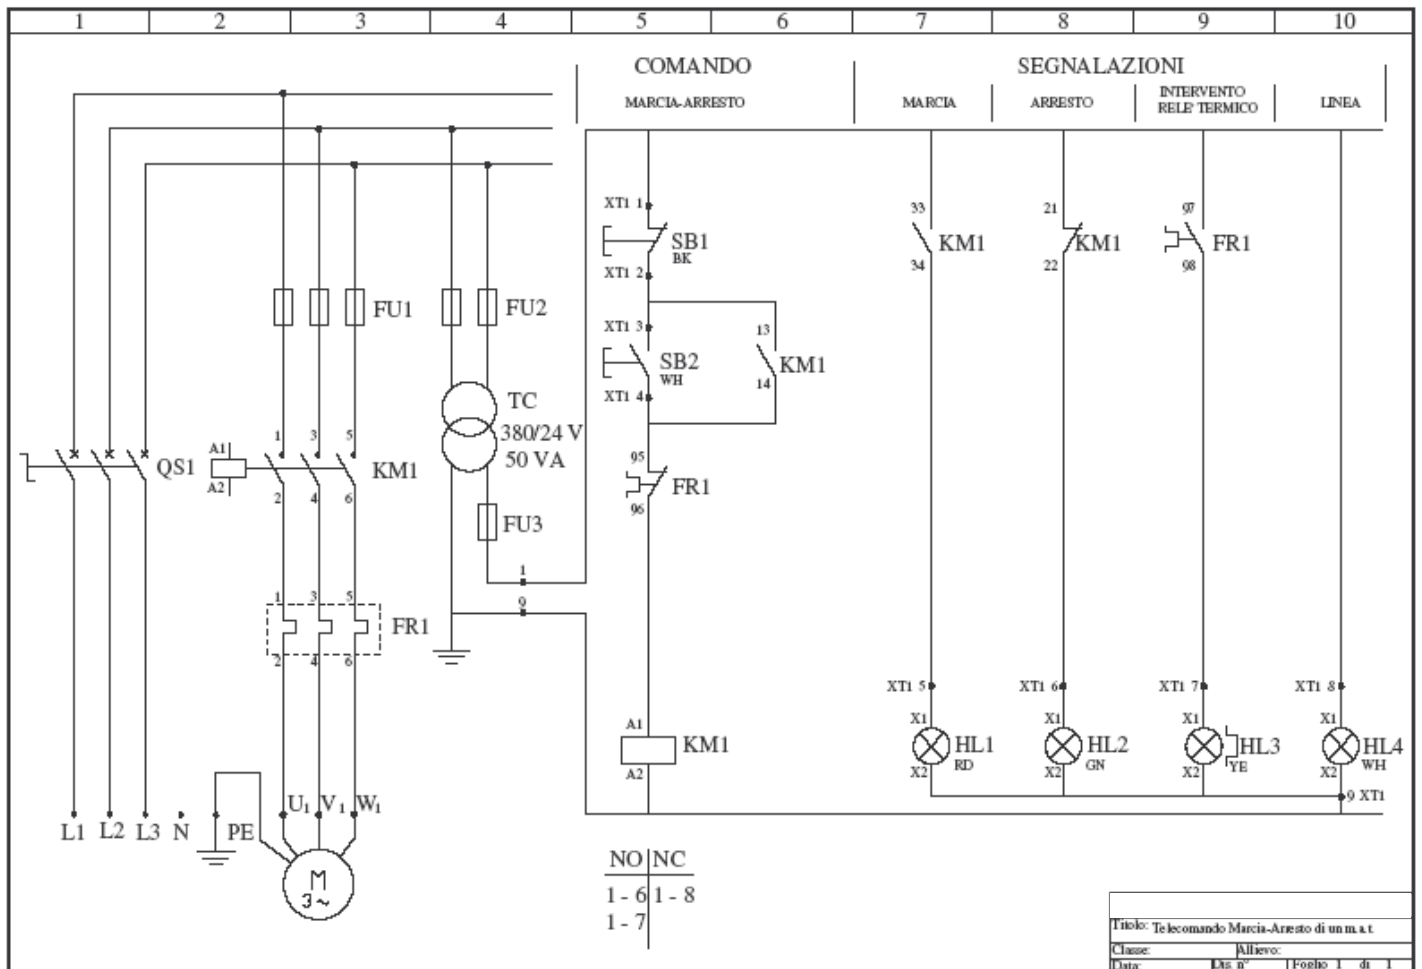 1 2 3 4 5 6 7 8 9 10
COMANDO
SEGNALAZIONI
MARCIA-ARRESTO
MARCIA
ARRESTO
INTERVENTO
RELE' TERMICO
LINEA
XT1 1
SB1
BK
XT1 2
33
KM1
34
21
KM1
22
97
FR1
98
FU1
FU2
XT1 3
SB2
WH
XT1 4
13
KM1
14
TC
380/24 V
50 VA
QS1
A1
A2
1 3 5
KM1
2 4 6
95
FR1
96
FU3
1
9
1 3 5
FR1
2 4 6
A1
KM1
A2
XT1 5
X1
HL1
RD
X2
XT1 6
X1
HL2
GN
X2
XT1 7
X1
HL3
YE
X2
XT1 8
X1
HL4
WH
X2
9 XT1
L1 L2 L3 N PE
U1 V1 W1
M
3~
NO NC
1 - 6 1 - 8
1 - 7
Titolo: Telecomando Marcia-Arresto di un m.a.t.
Classe: Allievo:
Data: Dis. n° Foglio 1 di 1